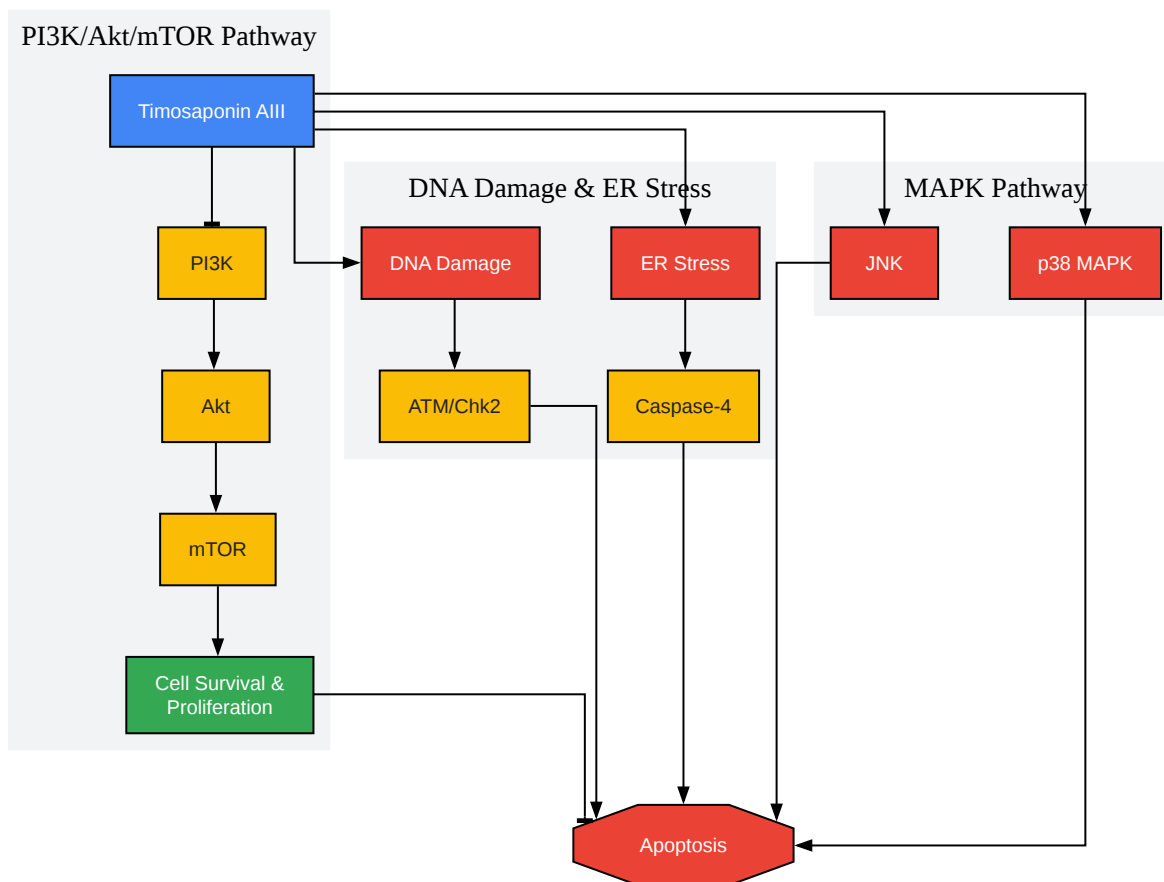 PI3K/Akt/mTOR Pathway
Timosaponin AIII
DNA Damage & ER Stress
MAPK Pathway
PI3K
DNA Damage
ER Stress
JNK
p38 MAPK
Akt
ATM/Chk2
Caspase-4
mTOR
Cell Survival &
Proliferation
Apoptosis